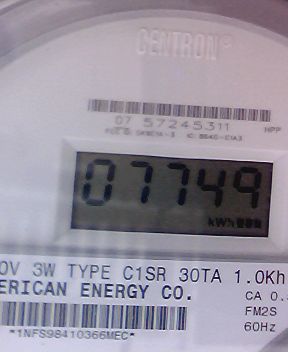 CENTRON®
07 57245311 HPP
07749
kWh
0V 3W TYPE C1SR 30TA 1.0Kh
ERICAN ENERGY CO.
CA 0.
FM2S
*1NFS98410366MEC*
60Hz